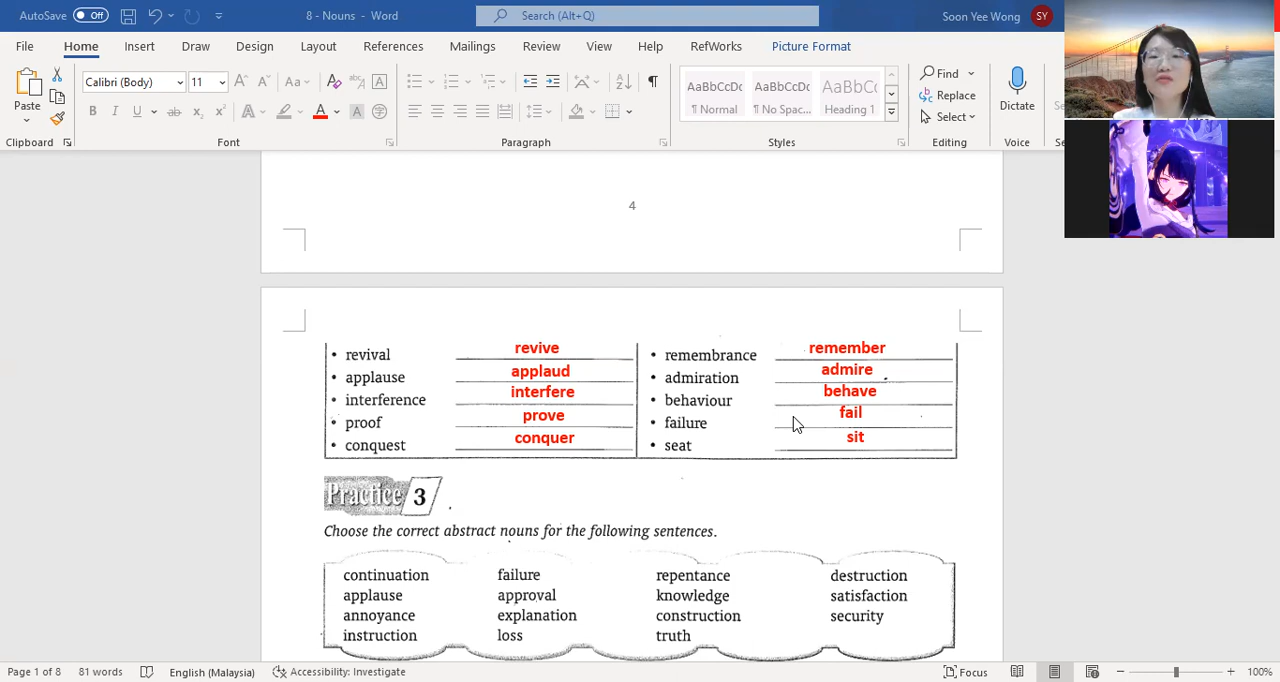 AutoSave Off 8 - Nouns - Word Search (Alt+Q) Soon Yee Wong SY
File Home Insert Draw Design Layout References Mailings Review View Help RefWorks Picture Format
Calibri (Body) 11 Aa AaBbCcDc AaBbCcDc AaBbCc Find
Paste B I U ab x₂ x² A A A ¶ Normal No Spac... Heading 1 Replace Dictate
Select
Clipboard Font Paragraph Styles Editing Voice
4
• revival revive • remembrance remember
• applause applaud • admiration admire
• interference interfere • behaviour behave
• proof prove • failure fail
• conquest conquer • seat sit
Practice 3
Choose the correct abstract nouns for the following sentences.
continuation failure repentance destruction
applause approval knowledge satisfaction
annoyance explanation construction security
instruction loss truth
Page 1 of 8 81 words English (Malaysia) Accessibility: Investigate Focus 100%